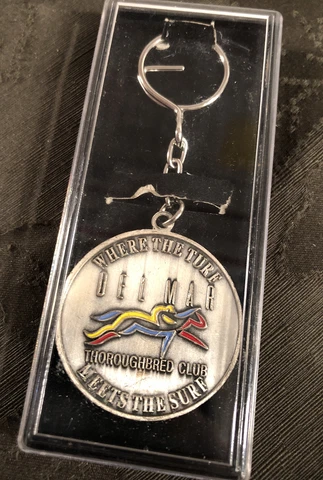 WHERE THE TURF
DEL MAR
THOROUGHBRED CLUB
MEETS THE SURF